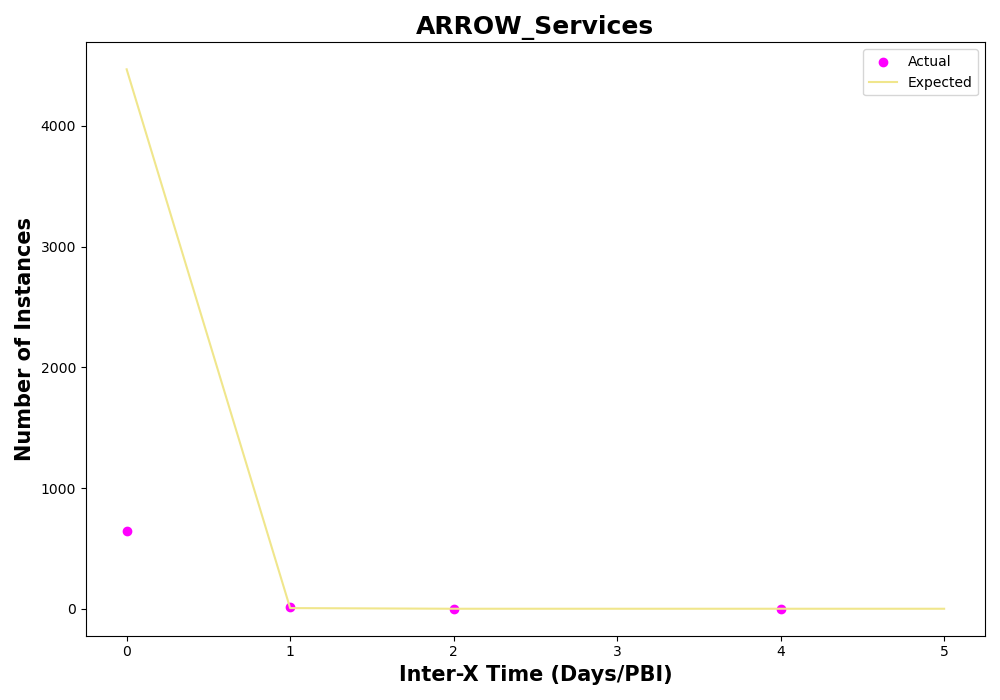 ARROW_Services
Actual
Expected
Number of Instances
4000
3000
2000
1000
0
0 1 2 3 4 5
Inter-X Time (Days/PBI)